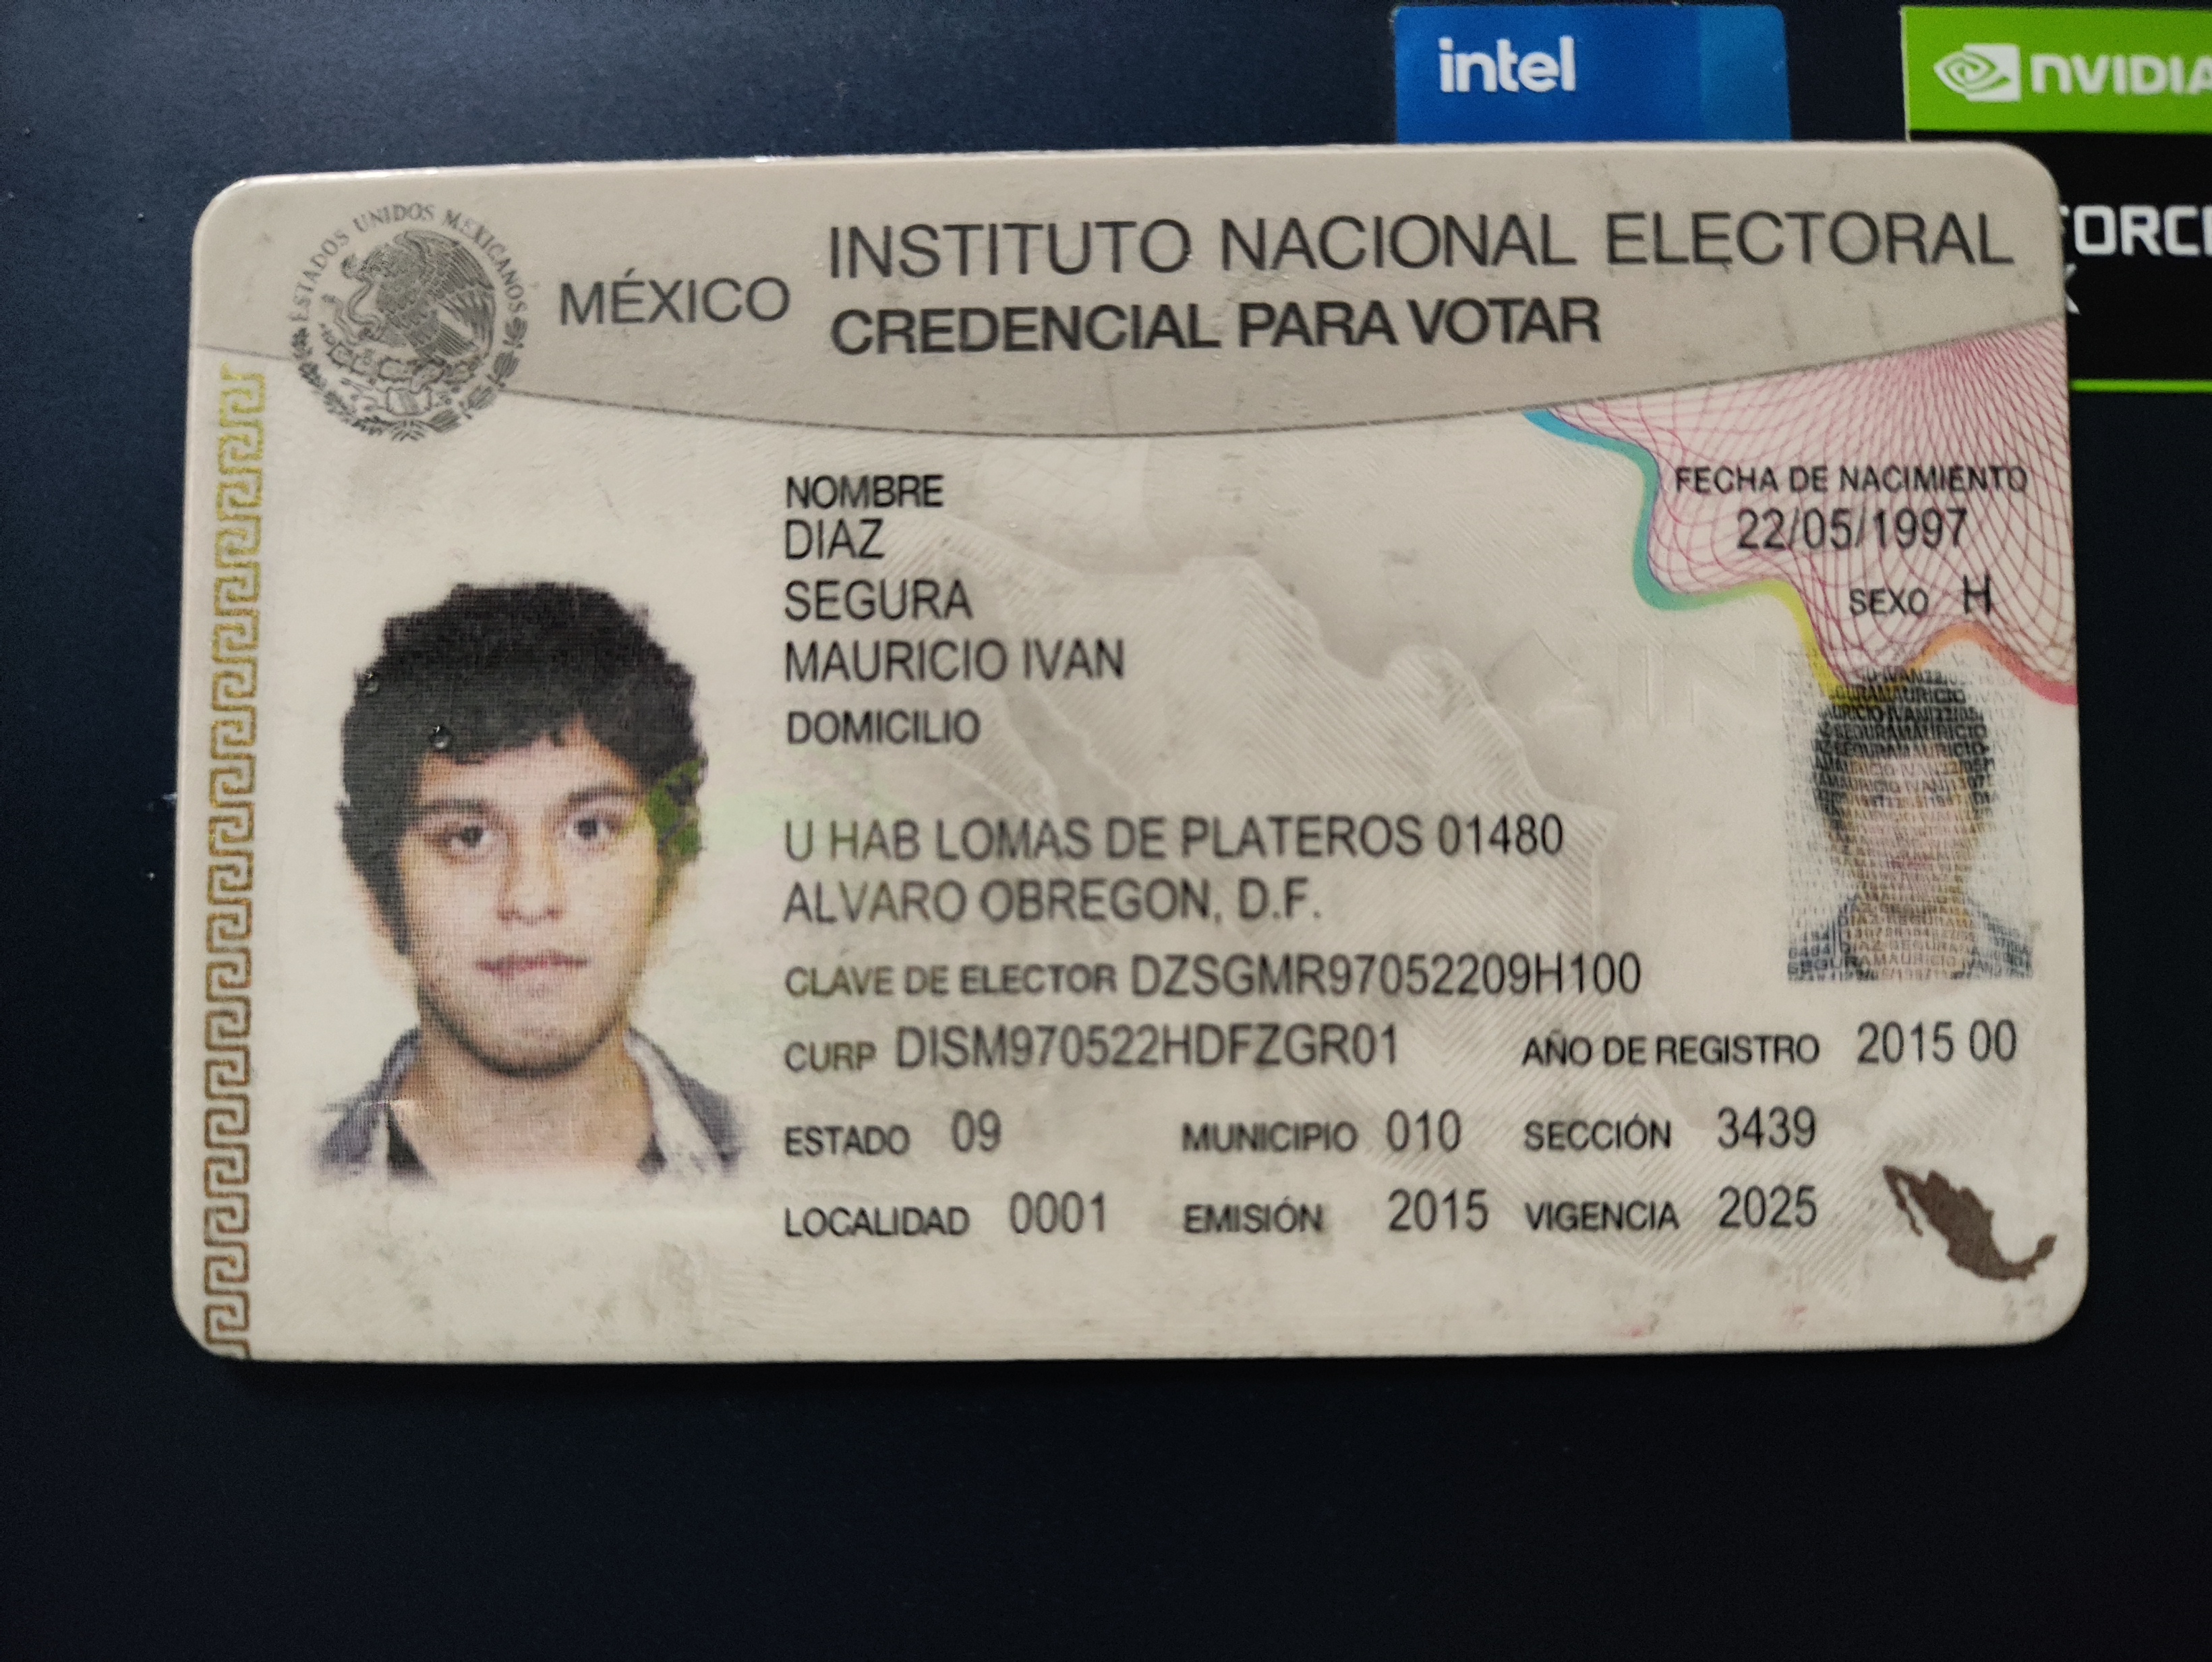 intel
nVIDIA
ESTADOS UNIDOS MEXICANOS
MÉXICO
INSTITUTO NACIONAL ELECTORAL
CREDENCIAL PARA VOTAR
NOMBRE
DIAZ
SEGURA
MAURICIO IVAN
FECHA DE NACIMIENTO
22/05/1997
SEXO H
DOMICILIO
U HAB LOMAS DE PLATEROS 01480
ALVARO OBREGON, D.F.
CLAVE DE ELECTOR DZSGMR97052209H100
CURP DISM970522HDFZGR01 AÑO DE REGISTRO 2015 00
ESTADO 09 MUNICIPIO 010 SECCIÓN 3439
LOCALIDAD 0001 EMISIÓN 2015 VIGENCIA 2025